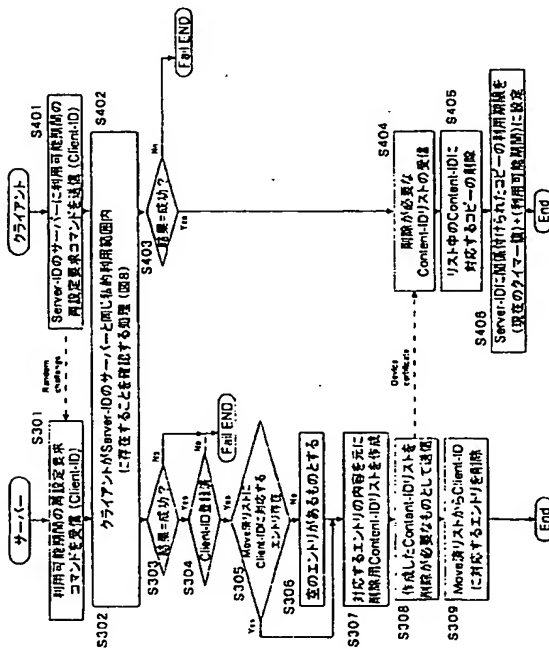 サーバー
S301
利用可能期間の再設定要求
コマンドを受信 (Client-ID)
Random
challenge
クライアント
S401
Server-IDのサーバーに利用可能期間の
再設定要求コマンドを送信 (Client-ID)
S302
S402
クライアントがServer-IDのサーバーと同じ私的利用範囲内
に存在することを確認する処理 (図8)
S303
結果=成功?
No
Yes
Fail END
S304
Client-ID登録済
No
Yes
S305
Move済リストに
Client-IDに対応する
エントリ存在
Yes
No
S306
空のエントリがあるものとする
S307
対応するエントリの内容を元に
削除用Content-IDリストを作成
S308
作成したContent-IDリストを
削除が必要なものとして送信
Device
certificate
S309
Move済リストからClient-ID
に対応するエントリを削除
End
S403
結果=成功?
No
Yes
Fail END
S404
削除が必要な
Content-IDリストの受信
S405
リスト中のContent-IDに
対応するコピーの削除
S406
Server-IDに関係付けられたコピーの利用期限を
(現在のタイマー値)+(利用可能期間)に設定
End